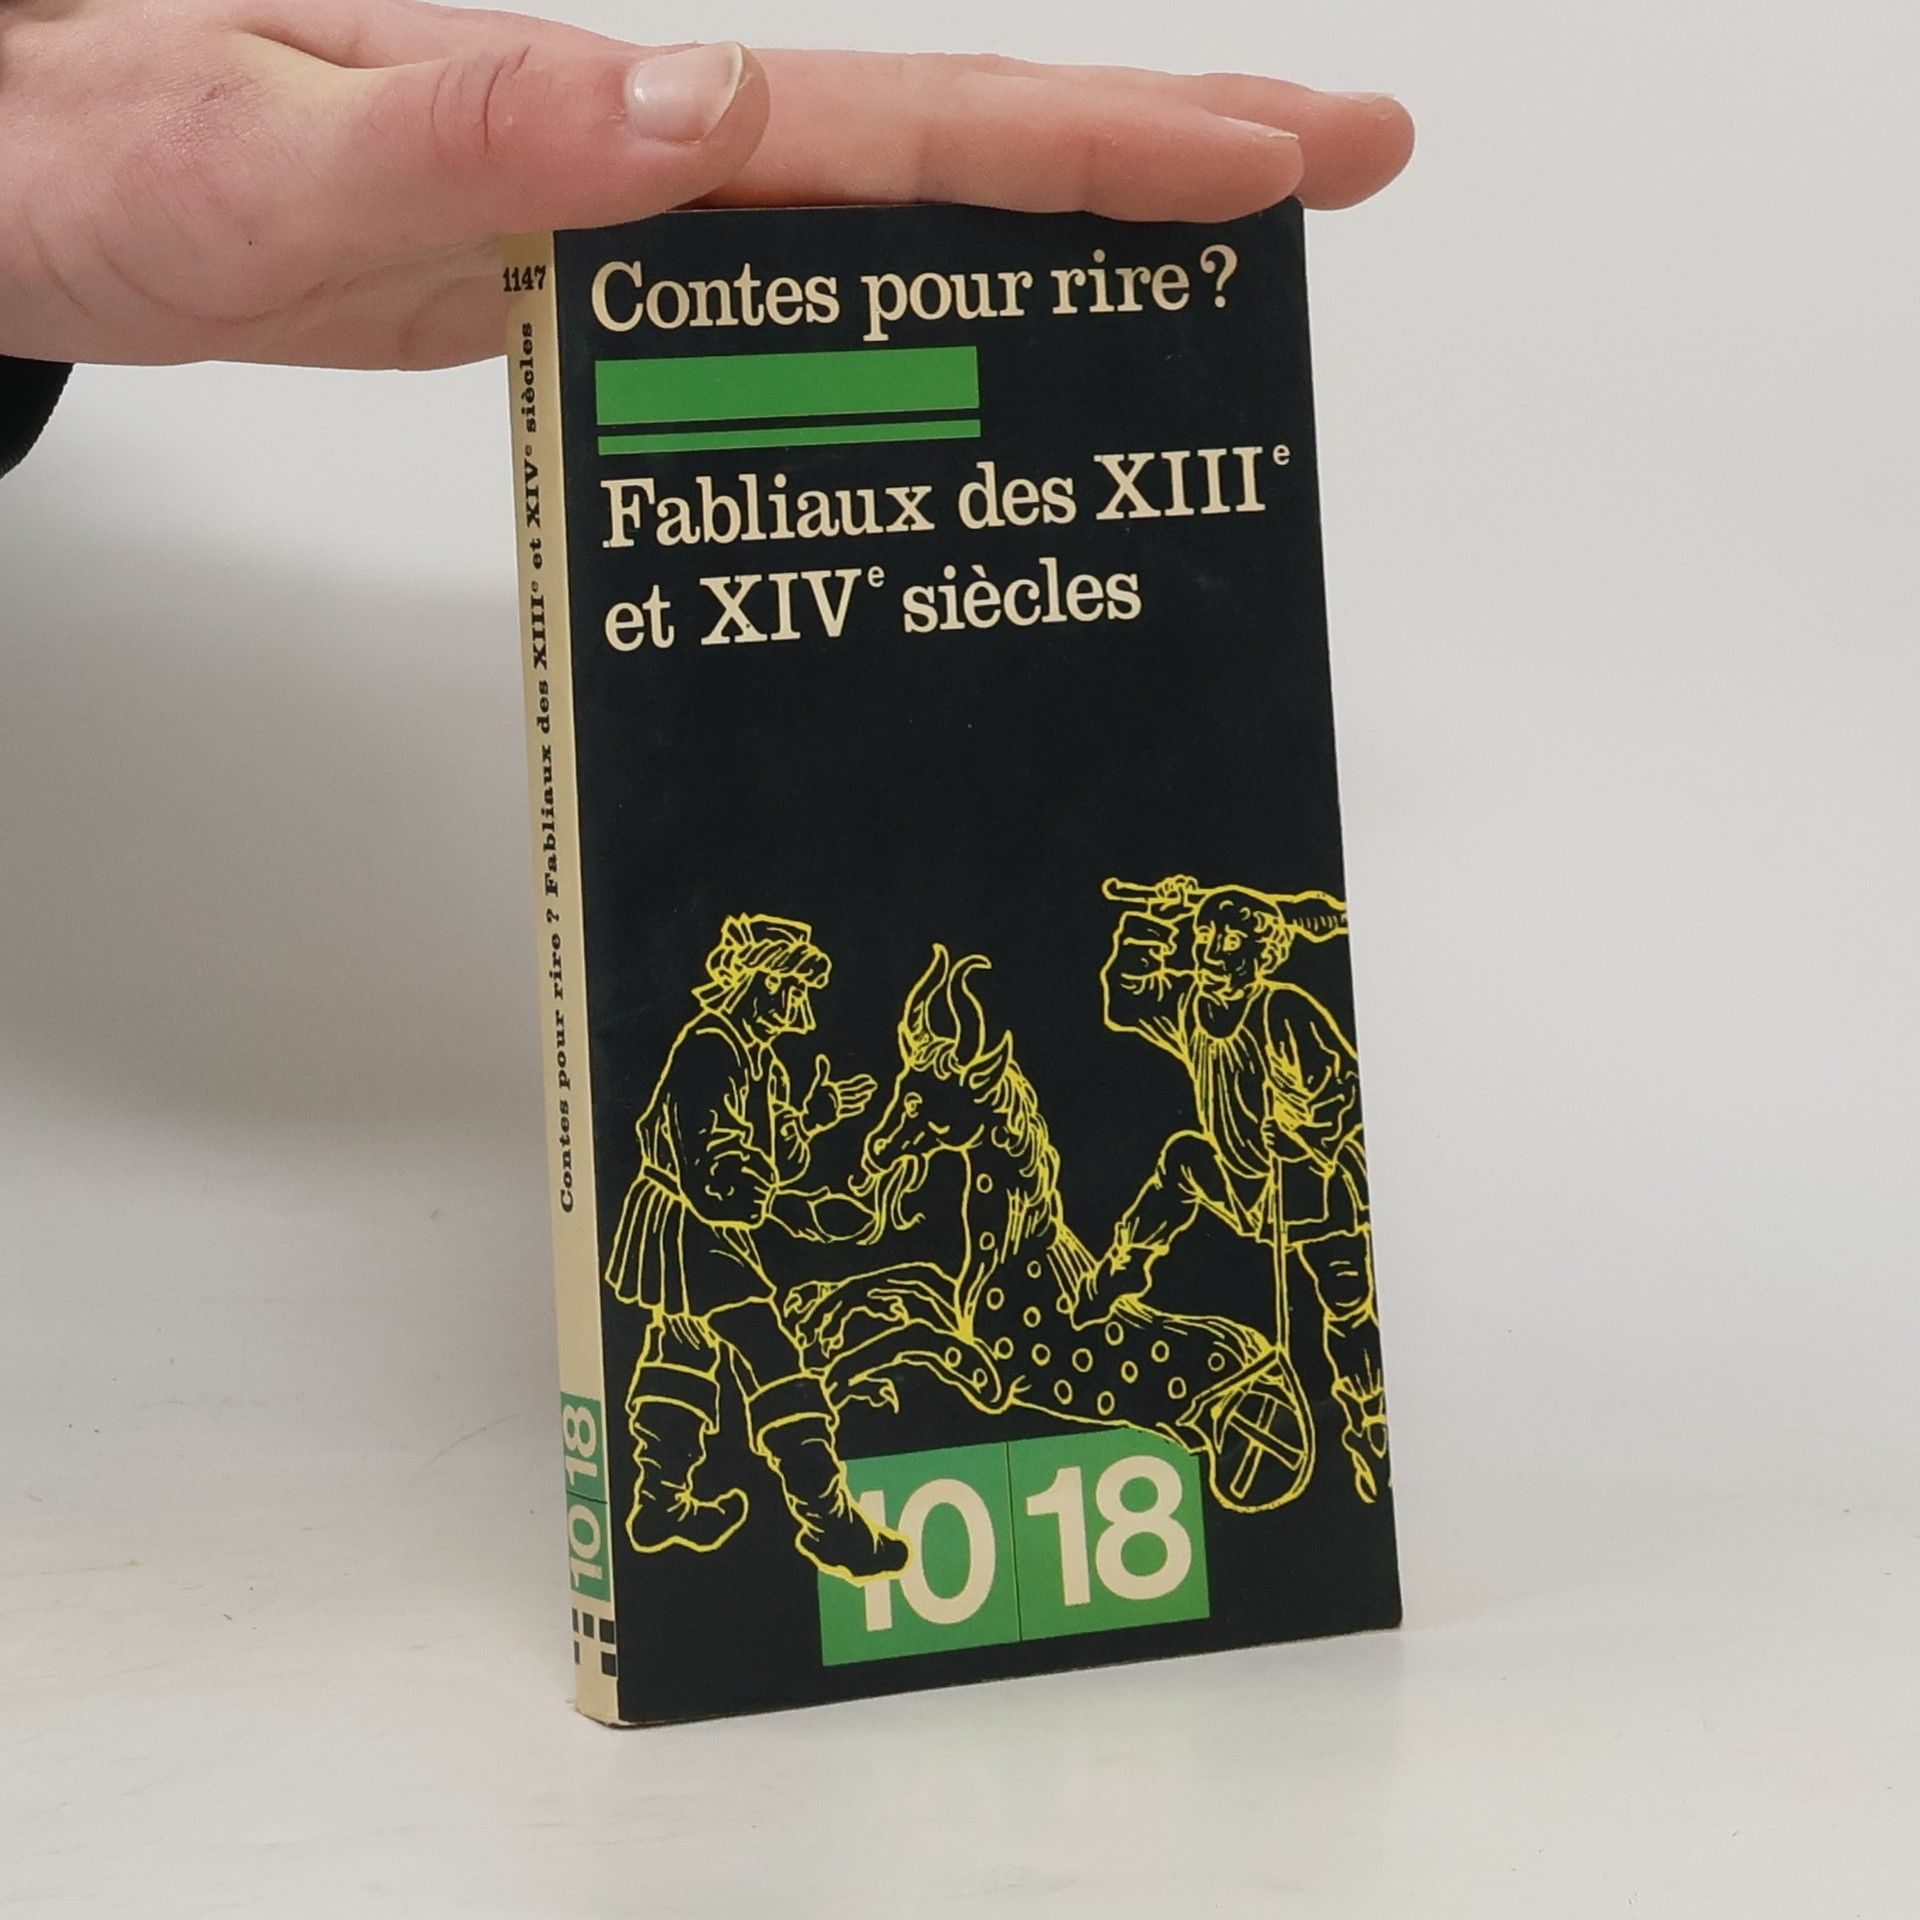 Contes pour rire ?
Fabliaux des XIIIe
et XIVe siècles
10 18
1147
Contes pour rire ? Fabliaux des XIIIe et XIVe siècles
10 18